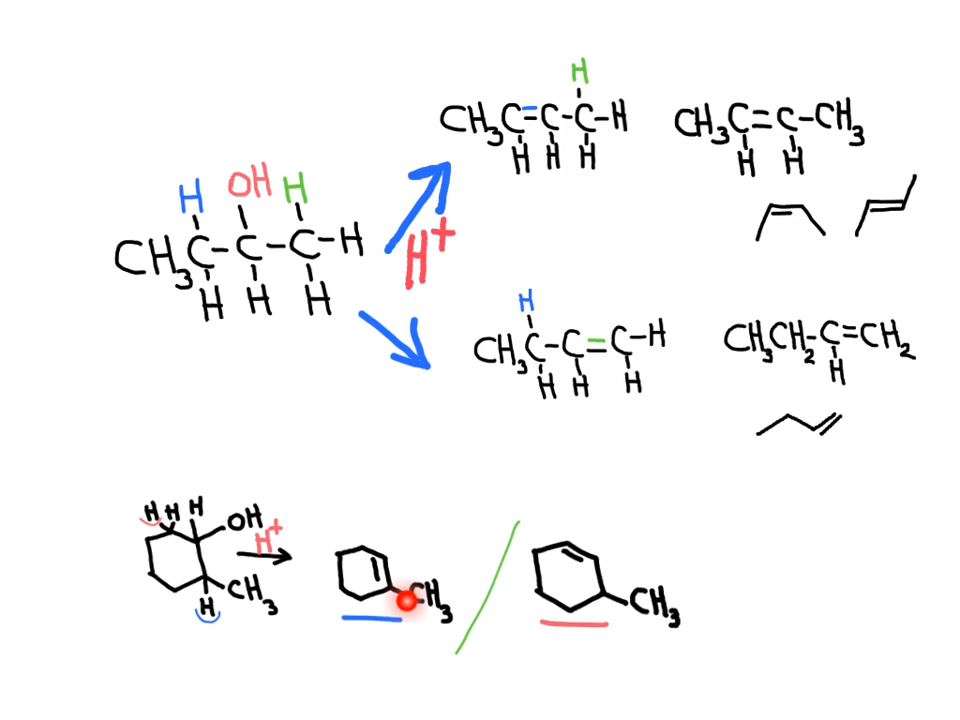 H OH H
CH3C-C-C-H
H H H
H+
H
CH3C=C-C-H
H H H
CH3C=C-CH3
H H
H
CH3C-C=C-H
H H H
CH3CH2-C=CH2
H
H H H OH
H+
CH3
H
CH3
CH3